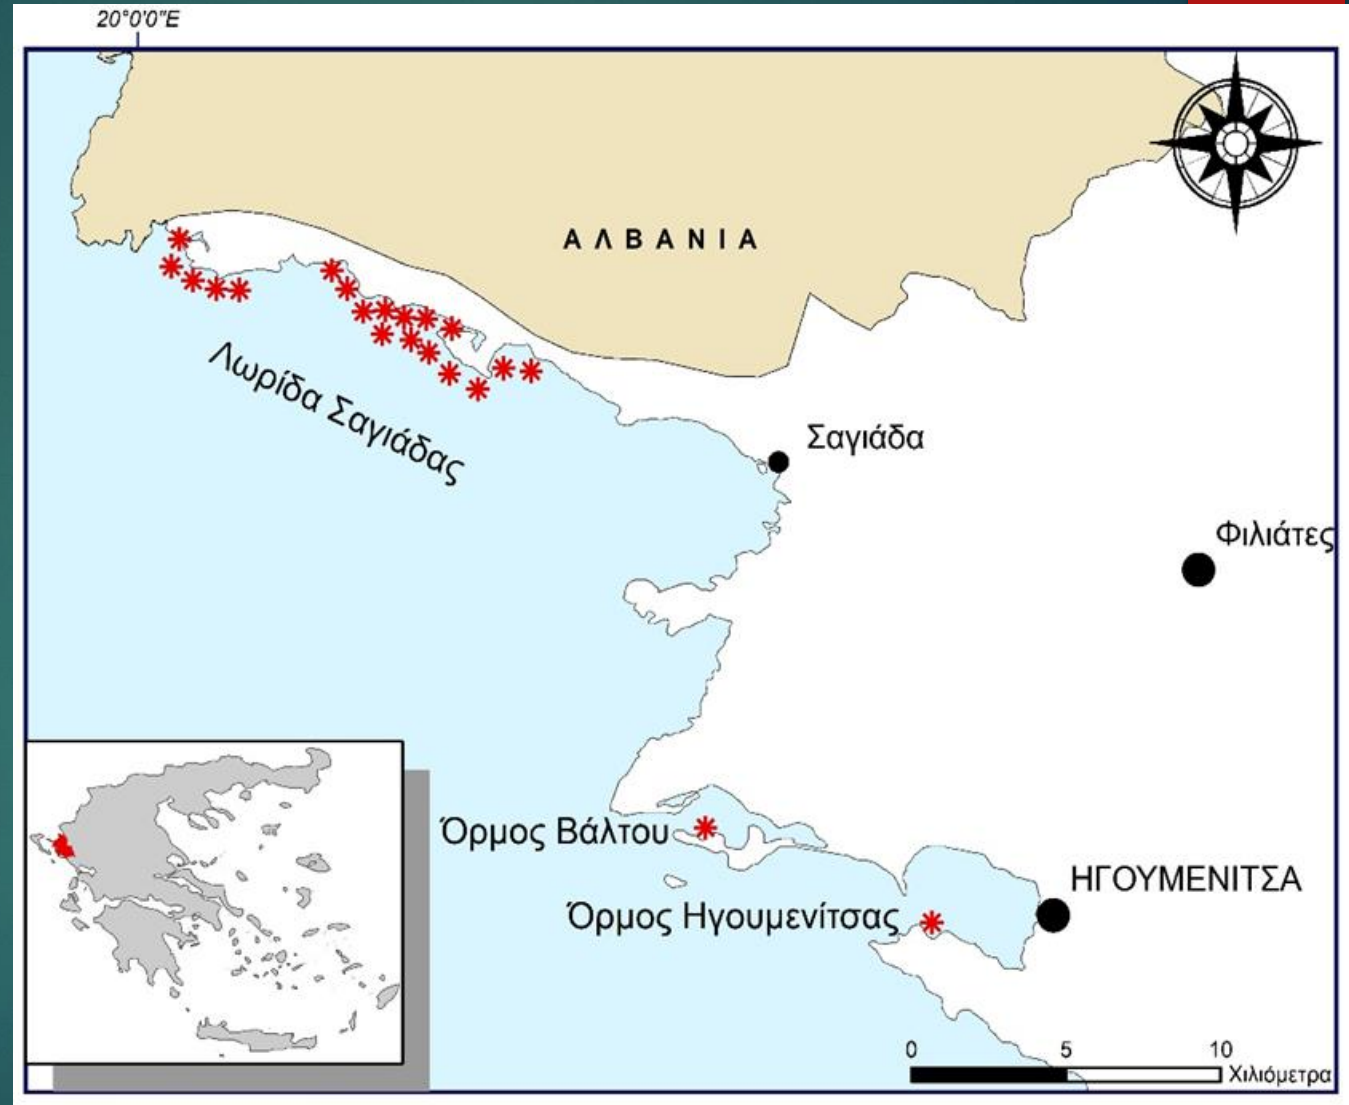 20°0'0"E
ΑΛΒΑΝΙΑ
Λωρίδα Σαγιάδας
Σαγιάδα
Φιλιάτες
Όρμος Βάλτου
ΗΓΟΥΜΕΝΙΤΣΑ
Όρμος Ηγουμενίτσας
0 5 10
Χιλιόμετρα